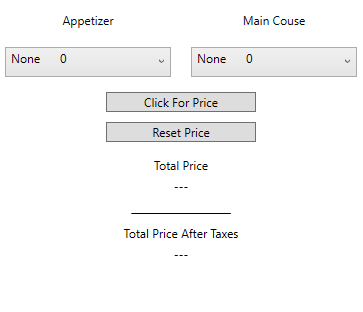 Appetizer Main Couse
None 0 None 0
Click For Price
Reset Price
Total Price
---
Total Price After Taxes
---